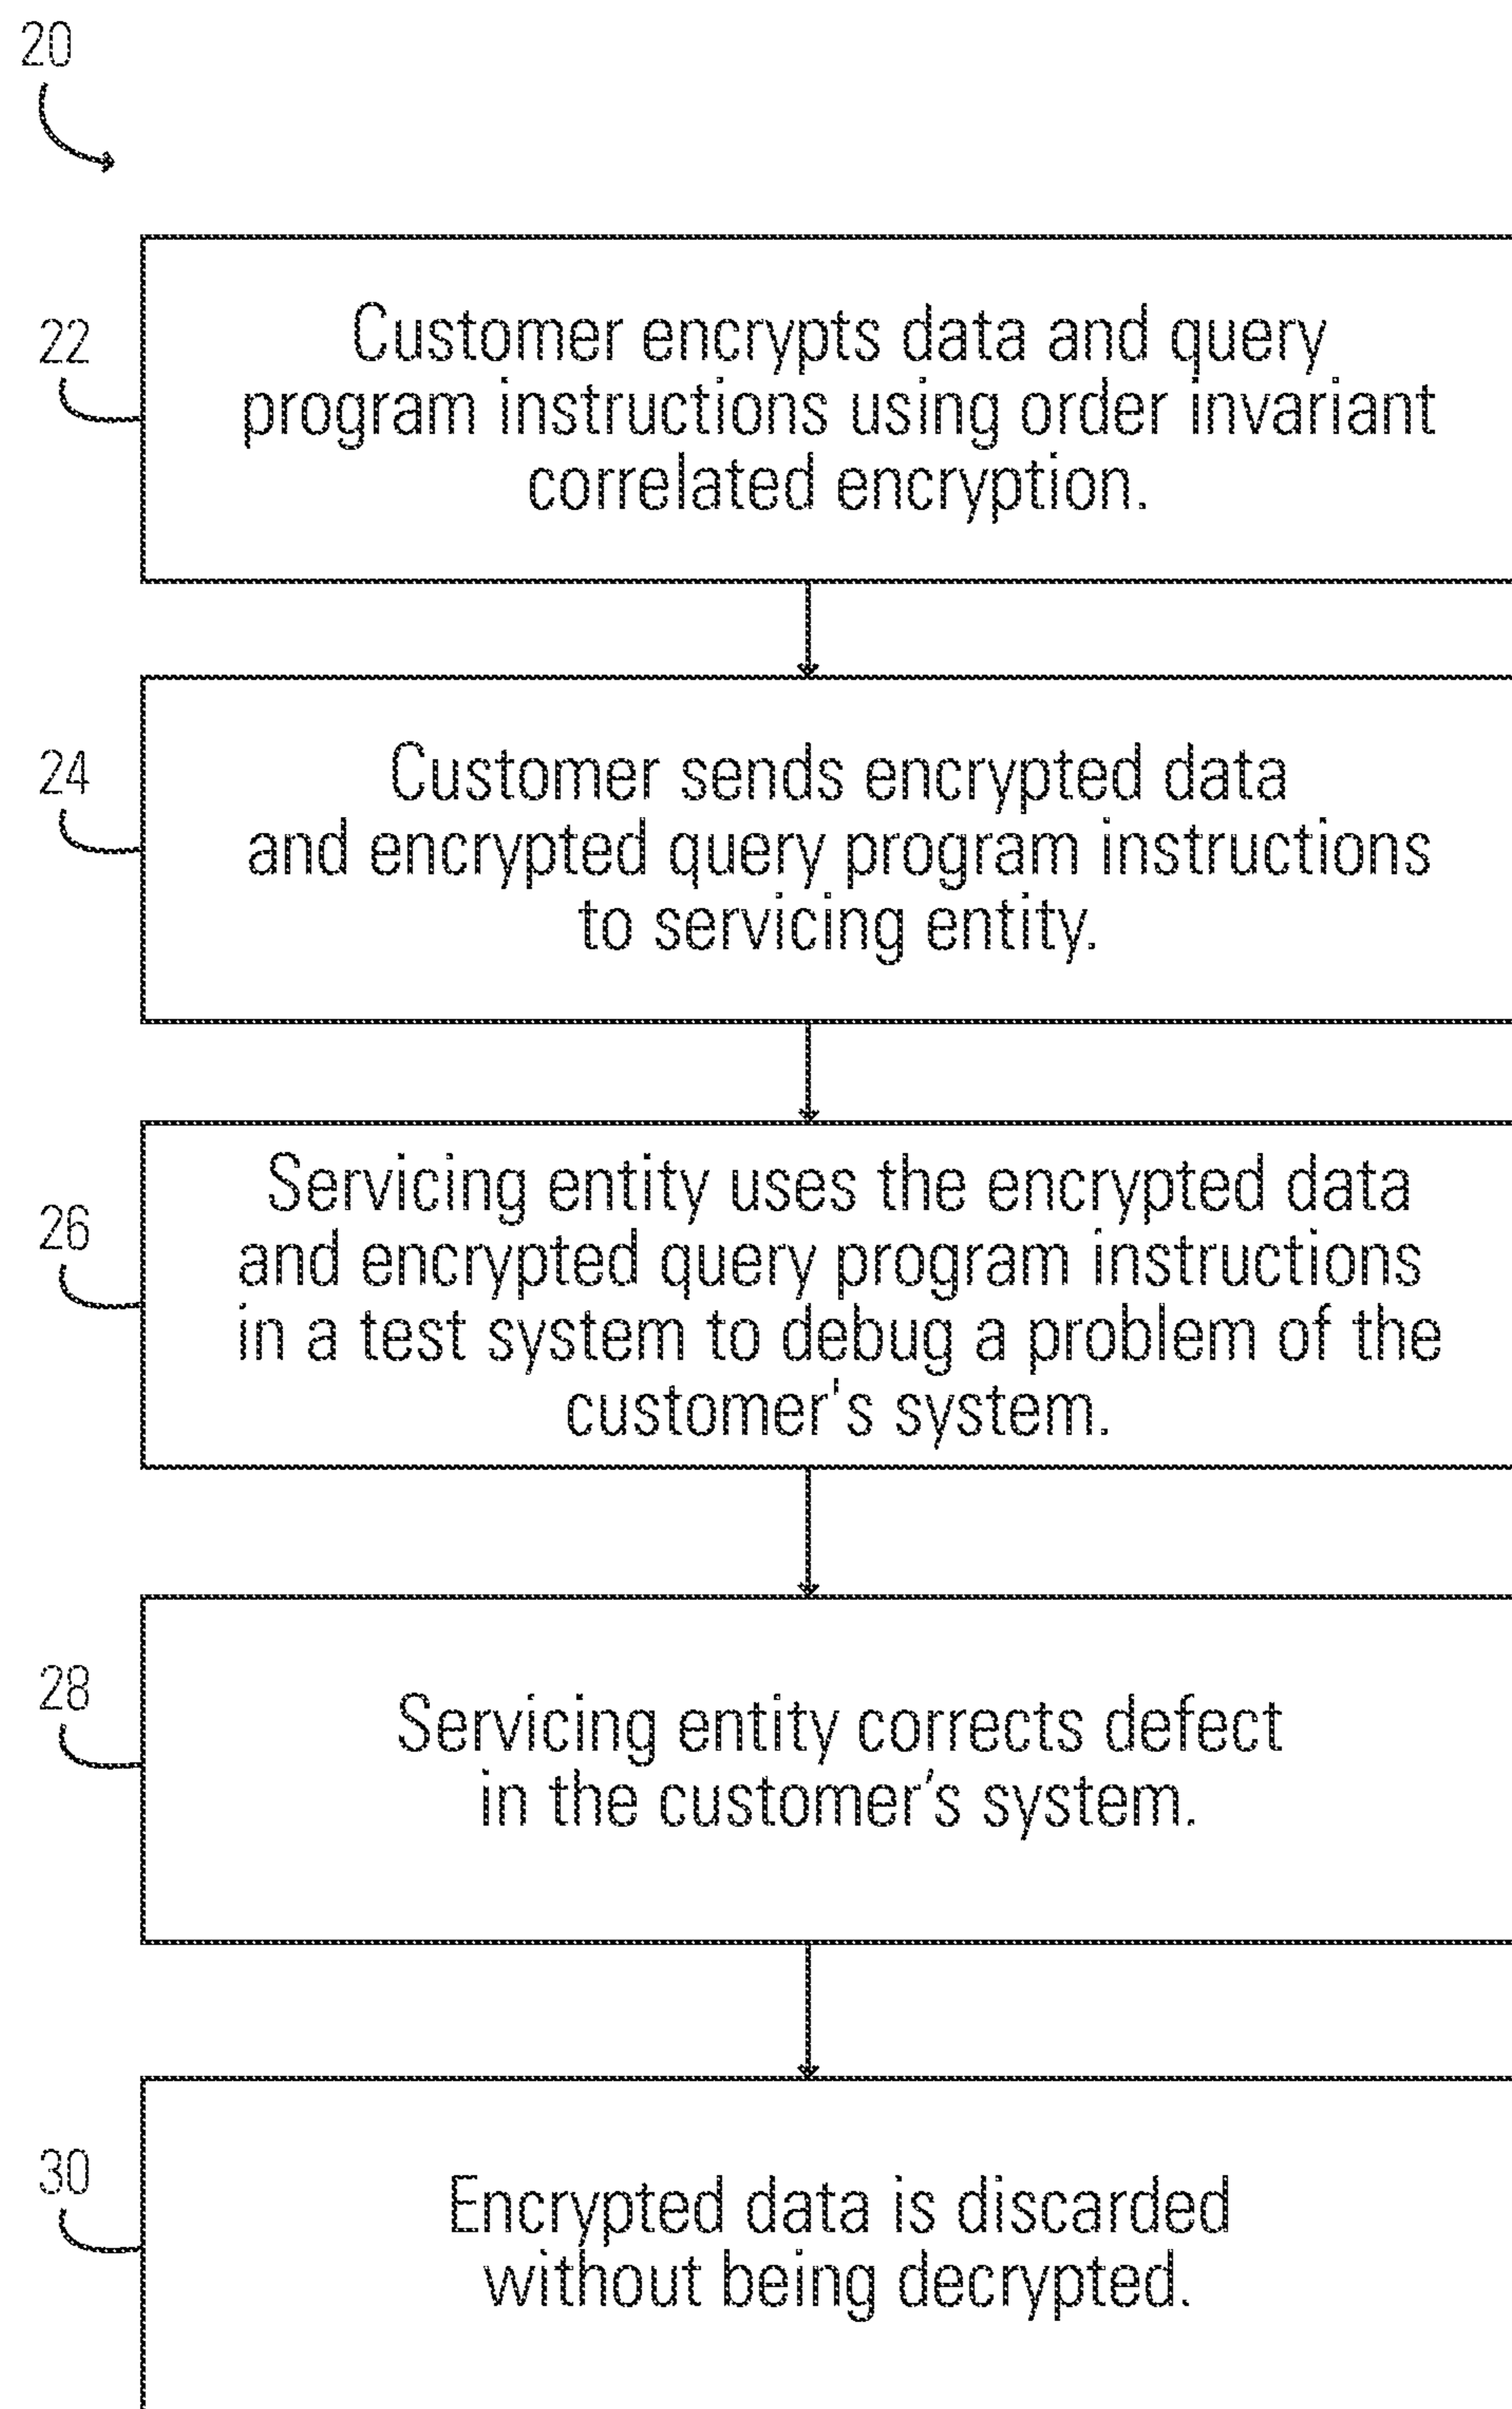 20
22
Customer encrypts data and query
program instructions using order invariant
correlated encryption.
24
Customer sends encrypted data
and encrypted query program instructions
to servicing entity.
26
Servicing entity uses the encrypted data
and encrypted query program instructions
in a test system to debug a problem of the
customer's system.
28
Servicing entity corrects defect
in the customer’s system.
30
Encrypted data is discarded
without being decrypted.